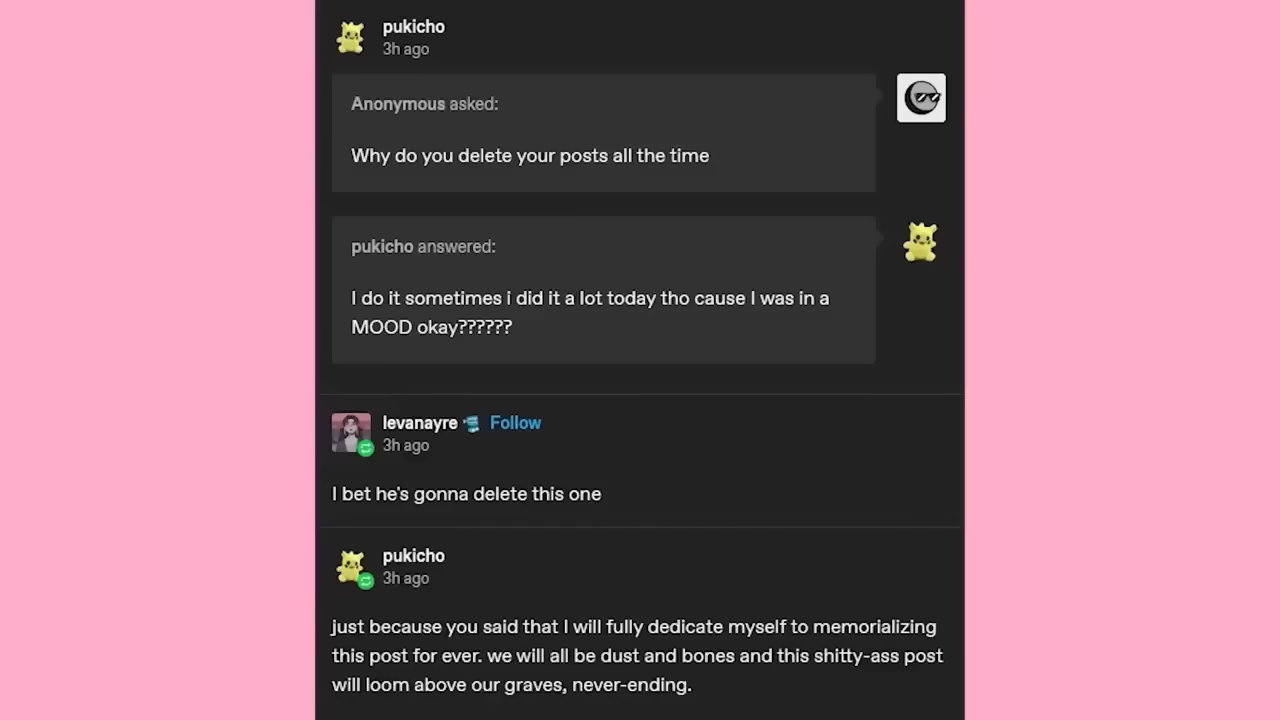 pukicho
3h ago
Anonymous asked:
Why do you delete your posts all the time
pukicho answered:
I do it sometimes i did it a lot today tho cause I was in a
MOOD okay??????
levanayre Follow
3h ago
I bet he's gonna delete this one
pukicho
3h ago
just because you said that I will fully dedicate myself to memorializing
this post for ever. we will all be dust and bones and this shitty-ass post
will loom above our graves, never-ending.